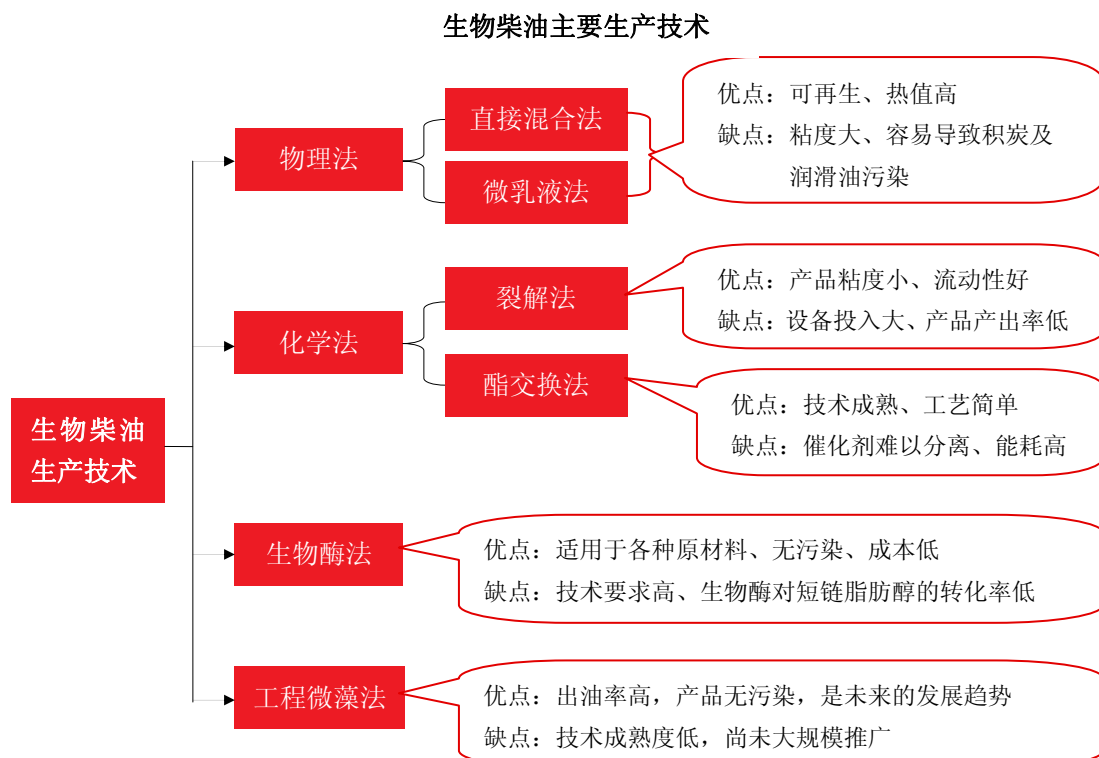 生物柴油主要生产技术
生物柴油
生产技术
物理法
直接混合法
微乳液法
优点：可再生、热值高
缺点：粘度大、容易导致积炭及
润滑油污染
化学法
裂解法
优点：产品粘度小、流动性好
缺点：设备投入大、产品产出率低
酯交换法
优点：技术成熟、工艺简单
缺点：催化剂难以分离、能耗高
生物酶法
优点：适用于各种原材料、无污染、成本低
缺点：技术要求高、生物酶对短链脂肪醇的转化率低
工程微藻法
优点：出油率高，产品无污染，是未来的发展趋势
缺点：技术成熟度低，尚未大规模推广